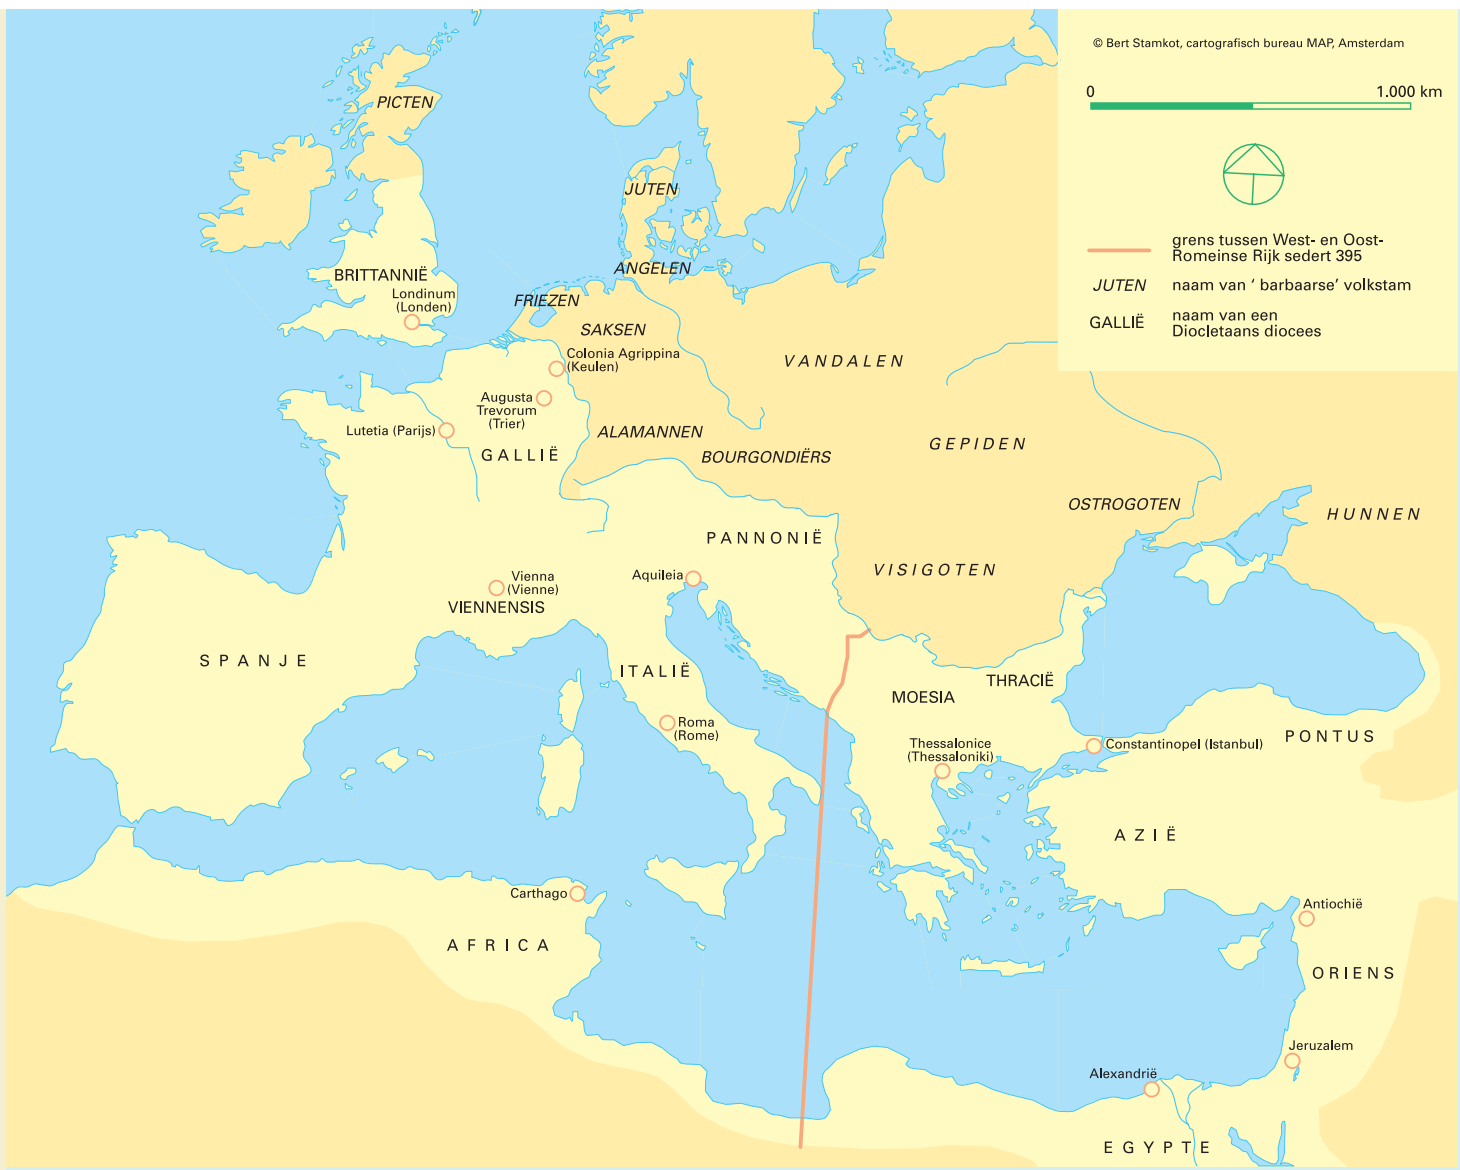 © Bert Stamkot, cartografisch bureau MAP, Amsterdam
0
1.000 km
grens tussen West- en Oost-
Romeinse Rijk sedert 395
JUTEN
naam van ‘ barbaarse’ volkstam
GALLIË
naam van een
Diocletaans diocees
PICTEN
JUTEN
BRITTANNIË
Londinum
(Londen)
ANGELEN
FRIEZEN
SAKSEN
Colonia Agrippina
(Keulen)
VANDALEN
Augusta
Trevorum
(Trier)
Lutetia (Parijs)
GALLIË
ALAMANNEN
BOURGONDIËRS
GEPIDEN
OSTROGOTEN
HUNNEN
PANNONIË
VISIGOTEN
Aquileia
Vienna
(Vienne)
VIENNENSIS
SPANJE
ITALIË
THRACIË
MOESIA
Roma
(Rome)
Thessalonice
(Thessaloniki)
Constantinopel (Istanbul)
PONTUS
AZIË
Carthago
AFRICA
Antiochië
ORIENS
Jeruzalem
Alexandrië
EGYPTE